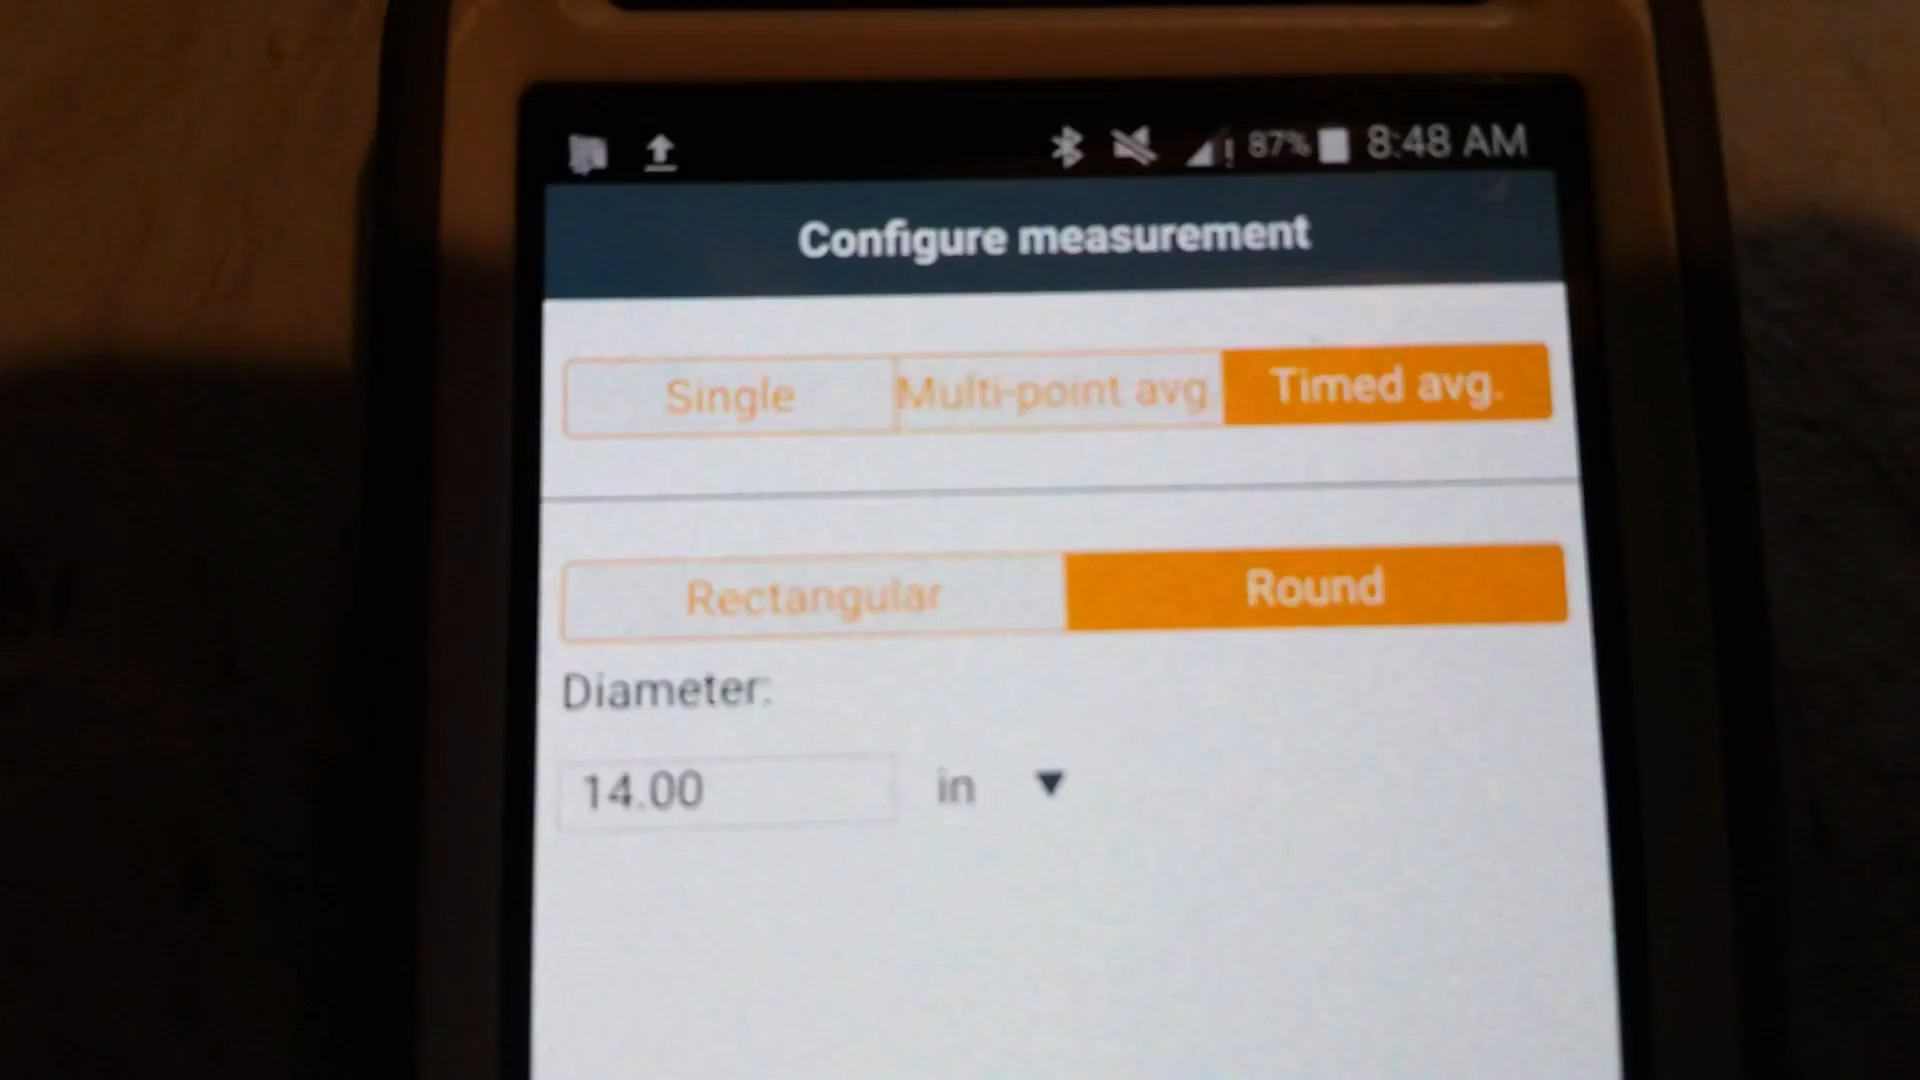 87% 8:48 AM
Configure measurement
Single Multi-point avg Timed avg.
Rectangular Round
Diameter:
14.00 in